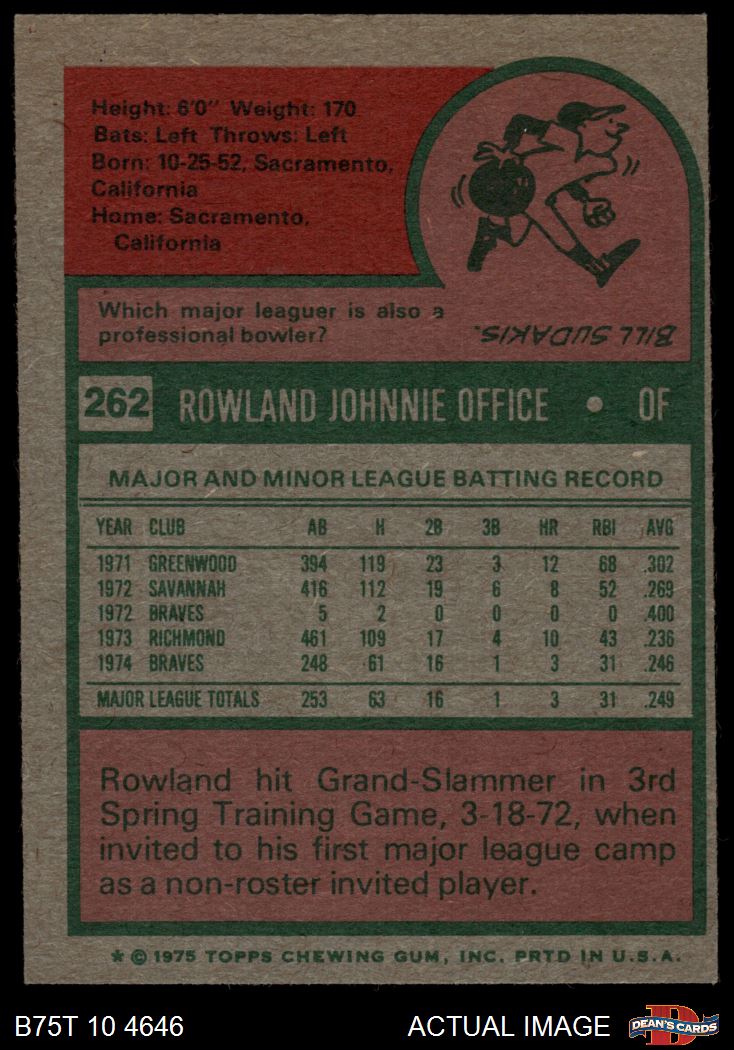 Height: 6'0" Weight: 170
Bats: Left Throws: Left
Born: 10-25-52, Sacramento,
California
Home: Sacramento,
California
Which major leaguer is also a
professional bowler?
BILL SUDAKIS.
262 ROWLAND JOHNNIE OFFICE • OF
MAJOR AND MINOR LEAGUE BATTING RECORD
YEAR CLUB AB H 2B 3B HR RBI AVG
1971 GREENWOOD 394 119 23 3 12 68 .302
1972 SAVANNAH 416 112 19 6 8 52 .269
1972 BRAVES 5 2 0 0 0 0 .400
1973 RICHMOND 461 109 17 4 10 43 .236
1974 BRAVES 248 61 16 1 3 31 .246
MAJOR LEAGUE TOTALS 253 63 16 1 3 31 .249
Rowland hit Grand-Slammer in 3rd
Spring Training Game, 3-18-72, when
invited to his first major league camp
as a non-roster invited player.
* © 1975 TOPPS CHEWING GUM, INC. PRTD IN U.S.A.
B75T 10 4646 ACTUAL IMAGE D DEAN'S CARDS